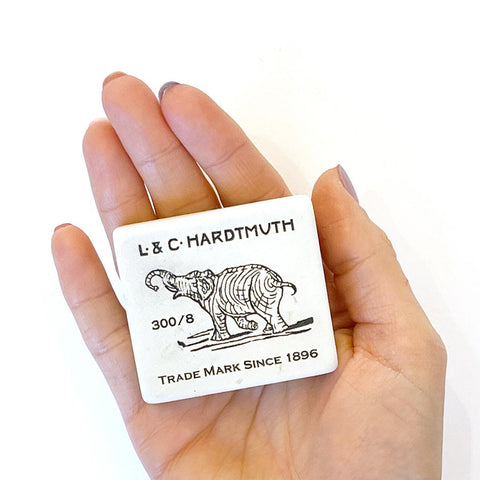 L. & C. HARDTMUTH
300/8
TRADE MARK SINCE 1896